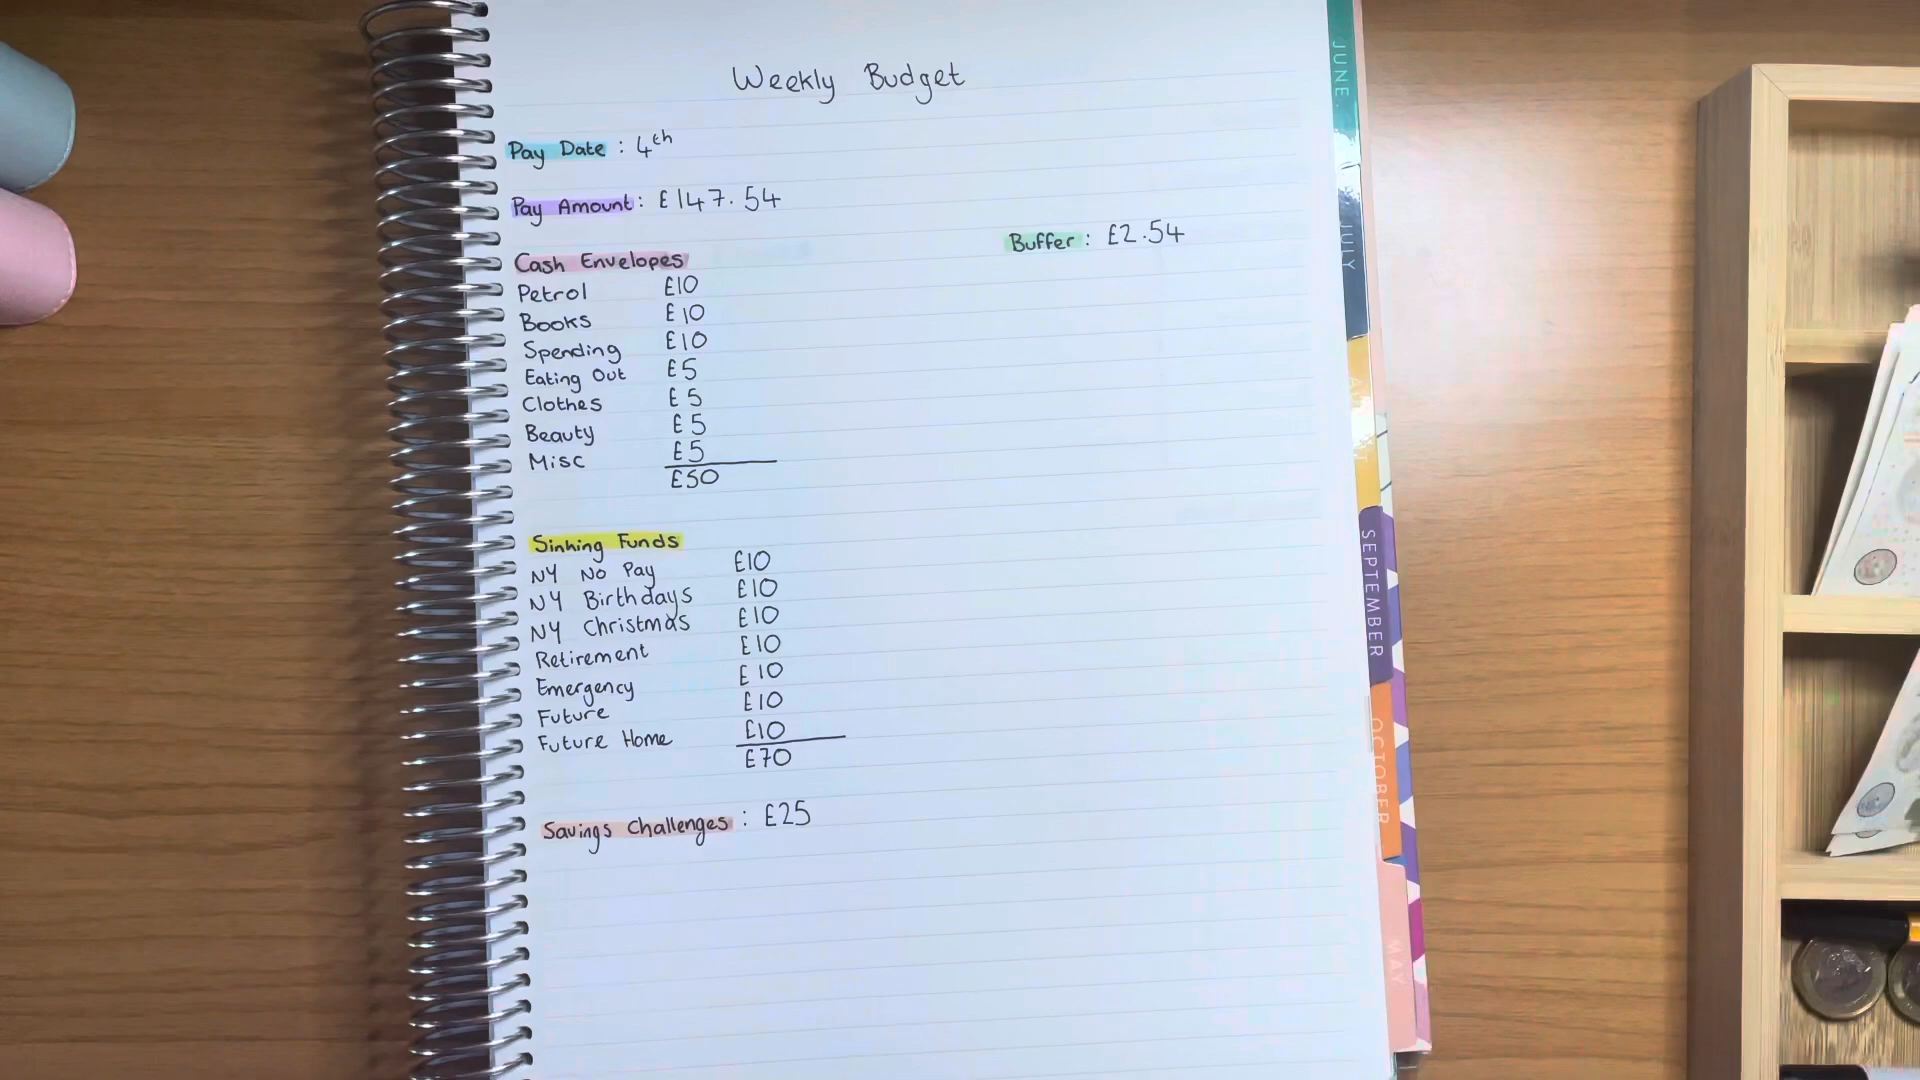 Weekly Budget
Pay Date : 4th
Pay Amount : £147.54
Buffer : £2.54
Cash Envelopes
Petrol £10
Books £10
Spending £10
Eating Out £5
Clothes £5
Beauty £5
Misc £5
£50
Sinking Funds
NY No Pay £10
NY Birthdays £10
NY Christmas £10
Retirement £10
Emergency £10
Future £10
Future Home £10
£70
Savings Challenges : £25
JUNE
JULY
SEPTEMBER
OCTOBER
MAY